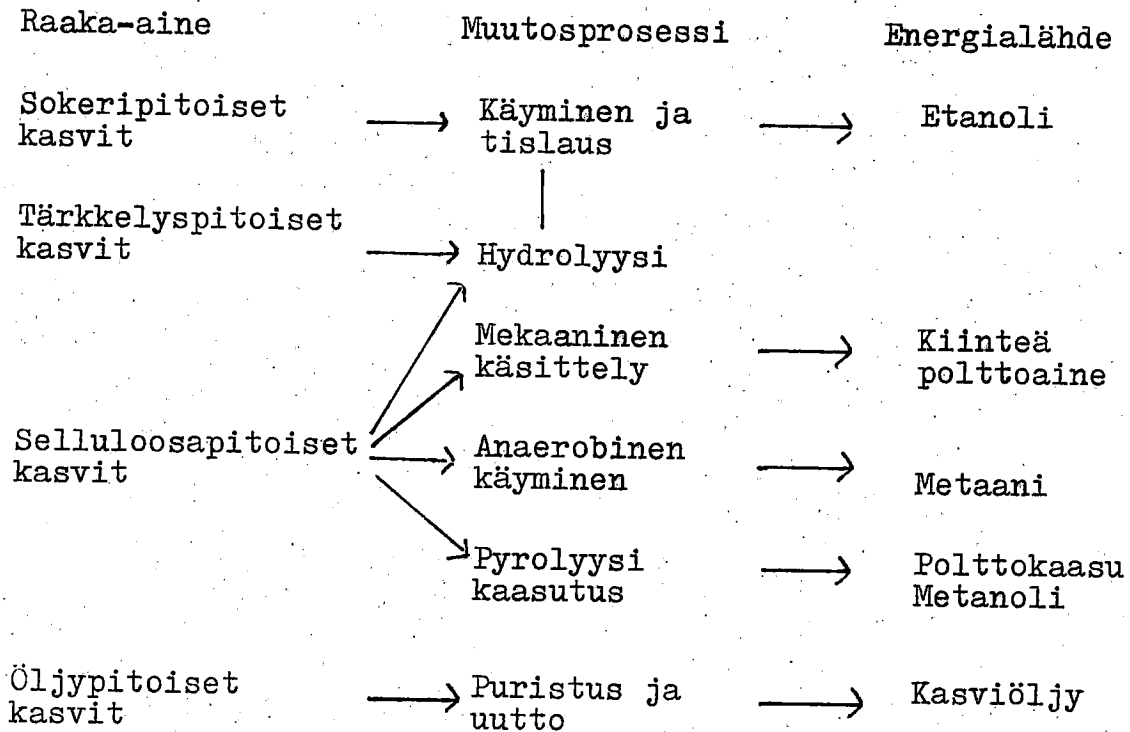 Raaka-aine Muutosprosessi Energialähde
Sokeripitoiset
kasvit
Käyminen ja
tislaus
Etanoli
Tärkkelyspitoiset
kasvit
Hydrolyysi
Mekaaninen
käsittely
Kiinteä
polttoaine
Selluloosapitoiset
kasvit
Anaerobinen
käyminen
Metaani
Pyrolyysi
kaasutus
Polttokaasu
Metanoli
Öljypitoiset
kasvit
Puristus ja
uutto
Kasviöljy